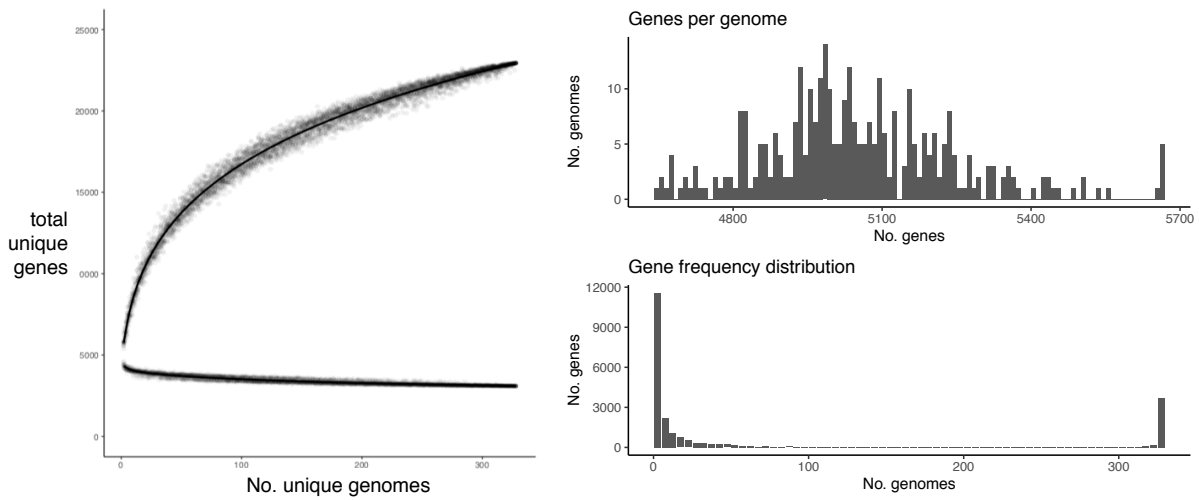 25000
20000
15000
0000
5000
0
total
unique
genes
0
100
200
300
No. unique genomes
Genes per genome
10
5
0
No. genomes
4800
5100
5400
5700
No. genes
Gene frequency distribution
12000
9000
6000
3000
0
No. genes
0
100
200
300
No. genomes